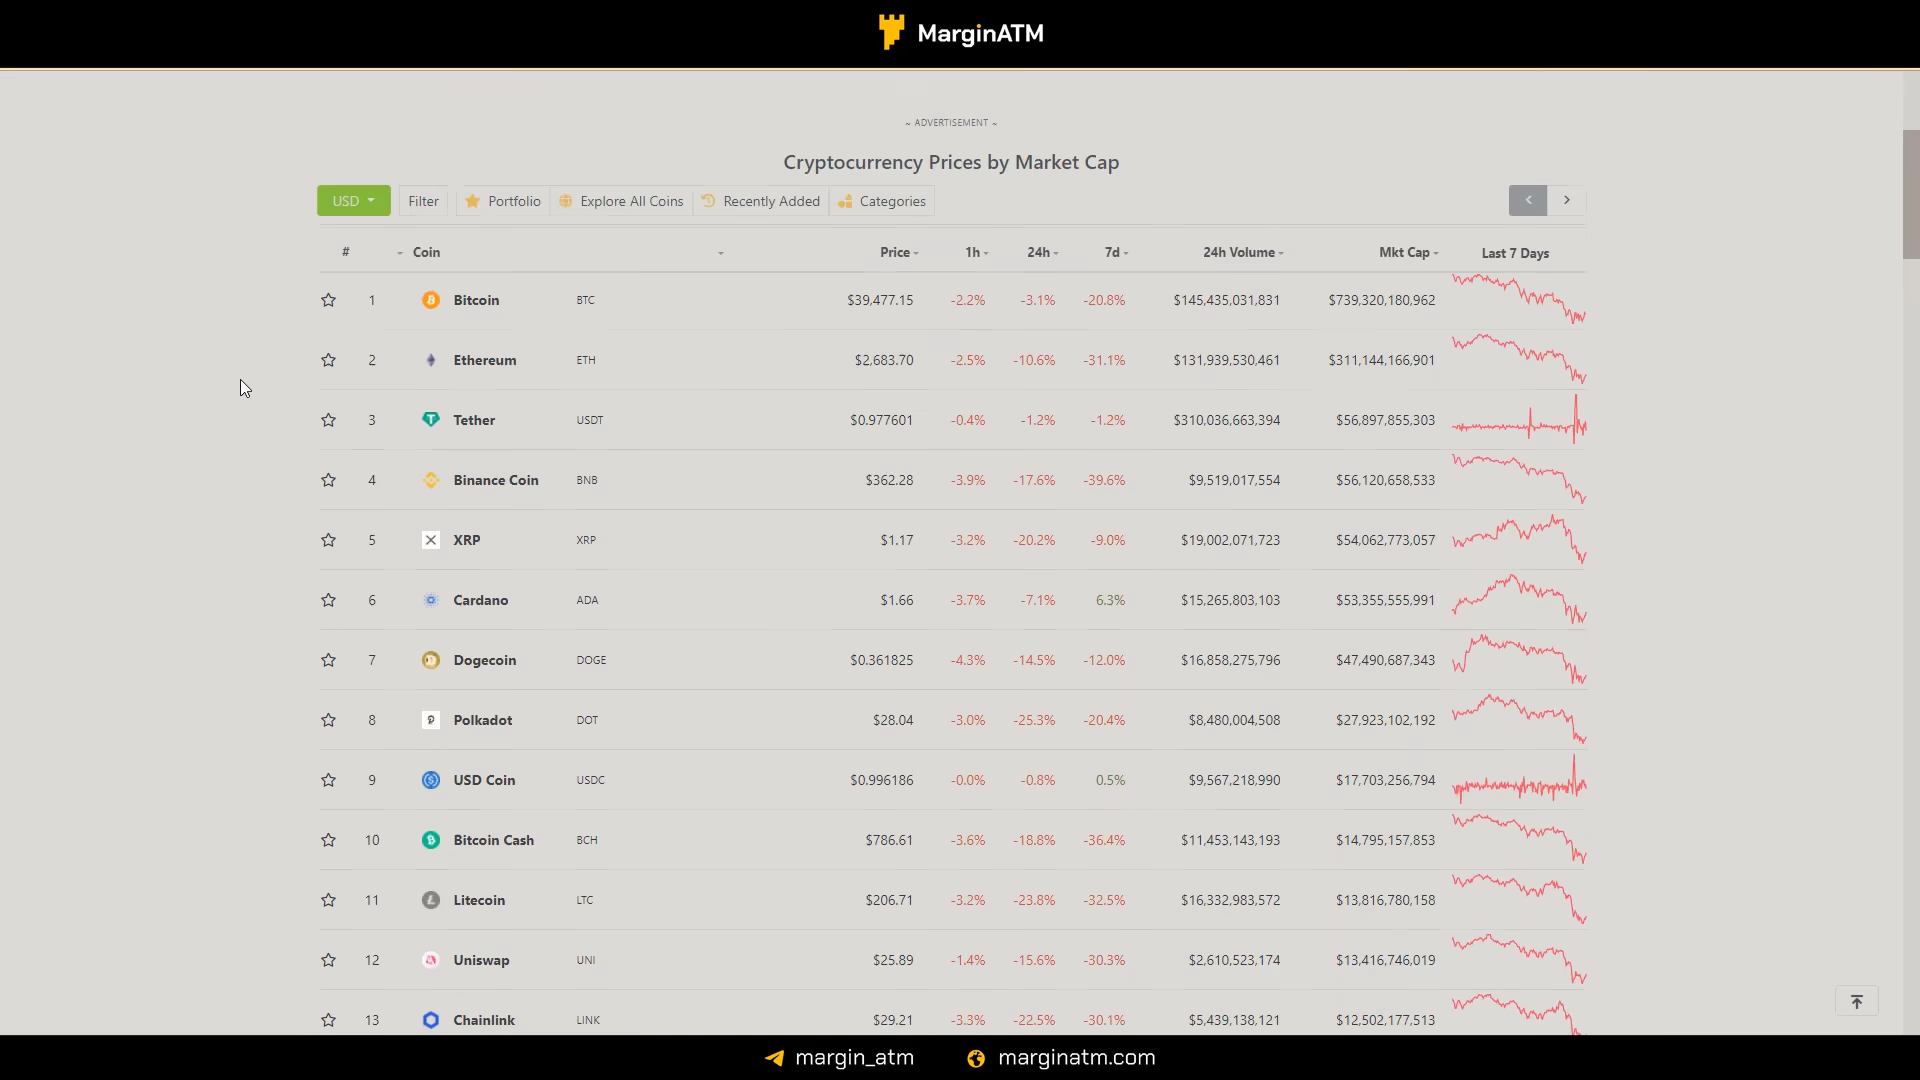 MarginATM
~ ADVERTISEMENT ~
Cryptocurrency Prices by Market Cap
USD Filter Portfolio Explore All Coins Recently Added Categories
# Coin Price 1h 24h 7d 24h Volume Mkt Cap Last 7 Days
1 Bitcoin BTC $39,477.15 -2.2% -3.1% -20.8% $145,435,031,831 $739,320,180,962
2 Ethereum ETH $2,683.70 -2.5% -10.6% -31.1% $131,939,530,461 $311,144,166,901
3 Tether USDT $0.977601 -0.4% -1.2% -1.2% $310,036,663,394 $56,897,855,303
4 Binance Coin BNB $362.28 -3.9% -17.6% -39.6% $9,519,017,554 $56,120,658,533
5 XRP XRP $1.17 -3.2% -20.2% -9.0% $19,002,071,723 $54,062,773,057
6 Cardano ADA $1.66 -3.7% -7.1% 6.3% $15,265,803,103 $53,355,555,991
7 Dogecoin DOGE $0.361825 -4.3% -14.5% -12.0% $16,858,275,796 $47,490,687,343
8 Polkadot DOT $28.04 -3.0% -25.3% -20.4% $8,480,004,508 $27,923,102,192
9 USD Coin USDC $0.996186 -0.0% -0.8% 0.5% $9,567,218,990 $17,703,256,794
10 Bitcoin Cash BCH $786.61 -3.6% -18.8% -36.4% $11,453,143,193 $14,795,157,853
11 Litecoin LTC $206.71 -3.2% -23.8% -32.5% $16,332,983,572 $13,816,780,158
12 Uniswap UNI $25.89 -1.4% -15.6% -30.3% $2,610,523,174 $13,416,746,019
13 Chainlink LINK $29.21 -3.3% -22.5% -30.1% $5,439,138,121 $12,502,177,513
margin_atm marginatm.com